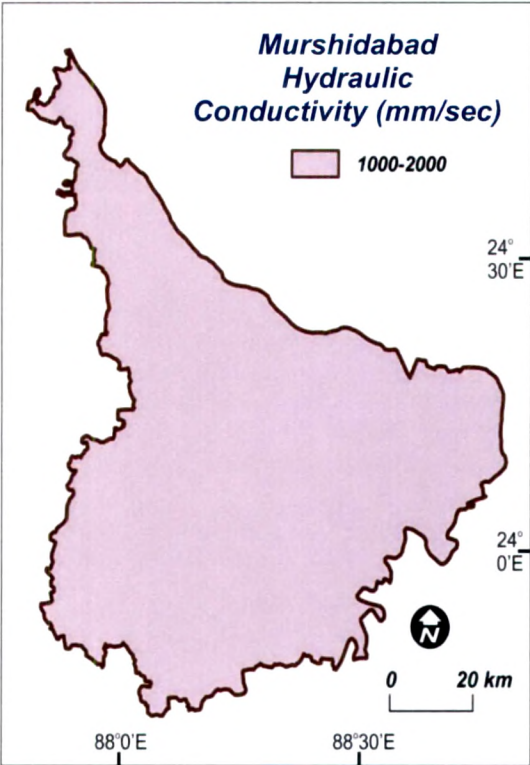 Murshidabad
Hydraulic
Conductivity (mm/sec)
1000-2000
24°
30'E
24°
0'E
N
0 20 km
88°0'E 88°30'E